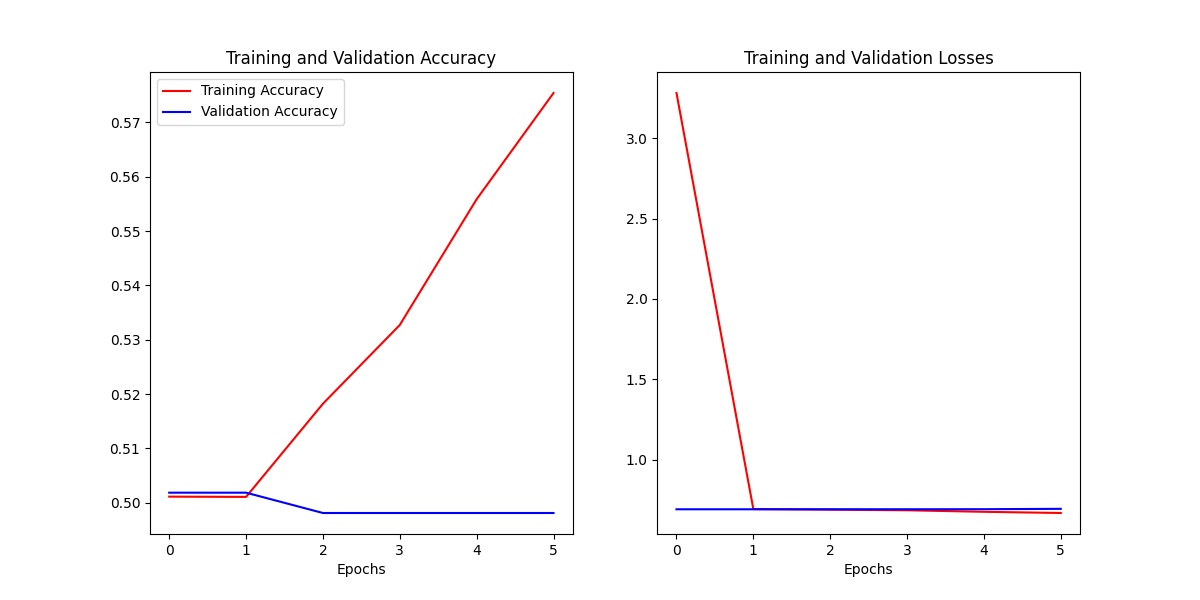 Training and Validation Accuracy
Training Accuracy
Validation Accuracy
0.57
0.56
0.55
0.54
0.53
0.52
0.51
0.50
0 1 2 3 4 5
Epochs
Training and Validation Losses
3.0
2.5
2.0
1.5
1.0
0 1 2 3 4 5
Epochs